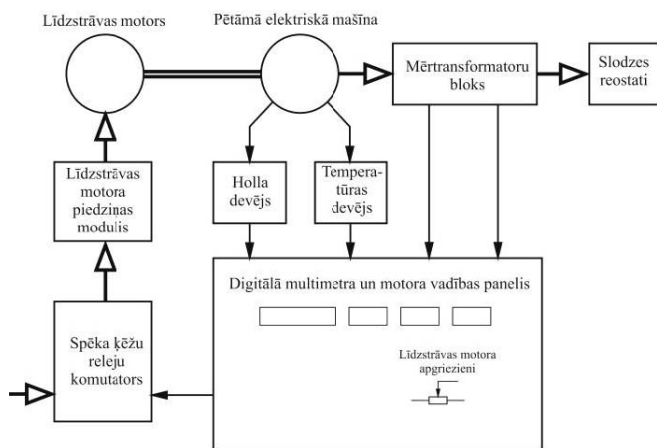 Līdzstrāvas motors
Pētāmā elektriskā mašīna
Mērtransformatoru
bloks
Slodzes
reostati
Līdzstrāvas
motora
piedziņas
modulis
Holla
devējs
Tempera-
tūras
devējs
Digitālā multimetra un motora vadības panelis
Spēka ķēžu
releju
komutators
Līdzstrāvas motora
apgriezieni